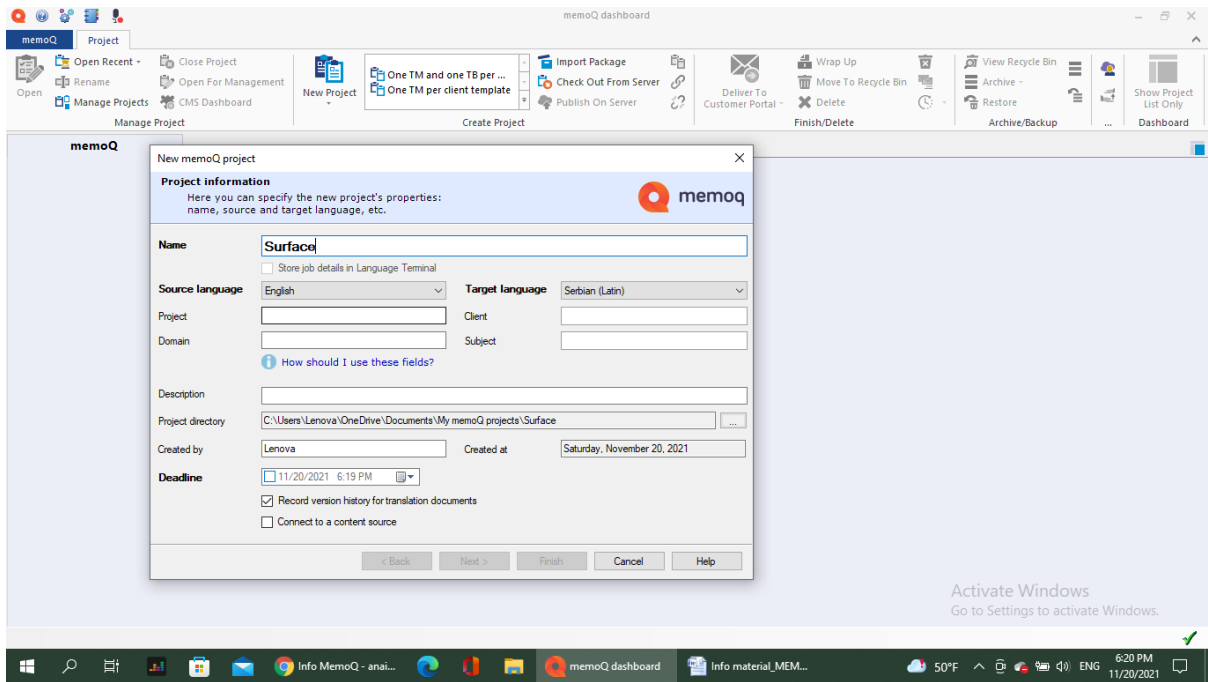 memoQ dashboard
memoQ Project
Open
Open Recent
Rename
Manage Projects
Close Project
Open For Management
CMS Dashboard
Manage Project
New Project
One TM and one TB per ...
One TM per client template
Import Package
Check Out From Server
Publish On Server
Create Project
Deliver To
Customer Portal
Wrap Up
Move To Recycle Bin
Delete
Finish/Delete
View Recycle Bin
Archive
Restore
Archive/Backup
...
Show Project
List Only
Dashboard
memoQ
New memoQ project
Project information
Here you can specify the new project's properties:
name, source and target language, etc.
memoq
Name Surface
Store job details in Language Terminal
Source language English Target language Serbian (Latin)
Project Client
Domain Subject
How should I use these fields?
Description
Project directory C:\Users\Lenova\OneDrive\Documents\My memoQ projects\Surface ...
Created by Lenova Created at Saturday, November 20, 2021
Deadline 11/20/2021 6:19 PM
Record version history for translation documents
Connect to a content source
< Back Next > Finish Cancel Help
Activate Windows
Go to Settings to activate Windows.
Info MemoQ - anai... memoQ dashboard Info material_MEM... 50°F ENG 6:20 PM
11/20/2021